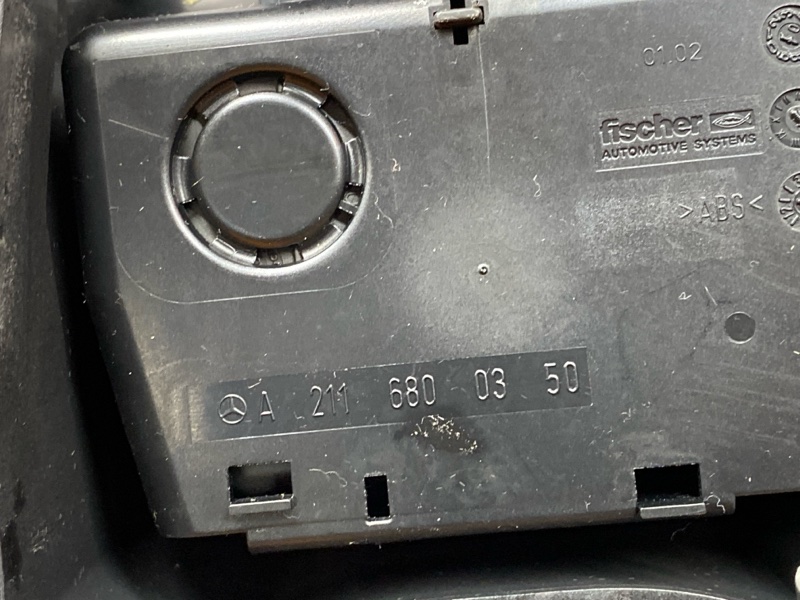 01.02
fischer
AUTOMOTIVE SYSTEMS
>ABS<
A 211 680 03 50